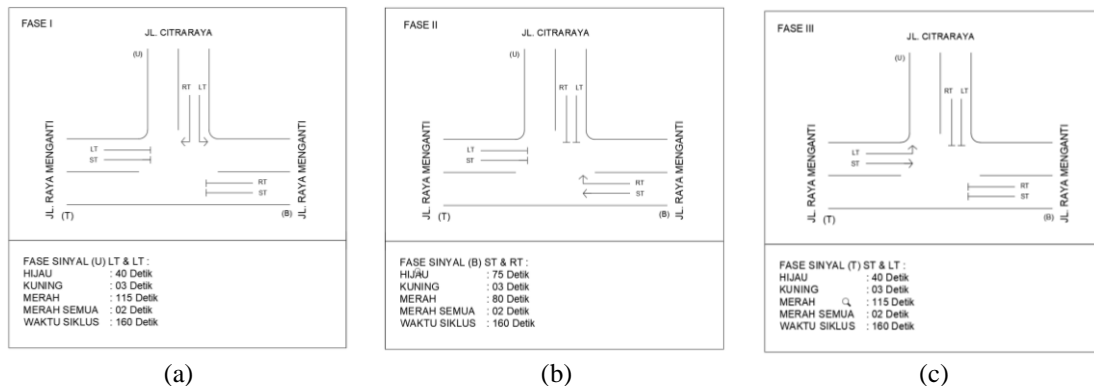 FASE I
JL. CITRARAYA
(U)
RT LT
LT
ST
RT
ST
JL. RAYA MENGANTI
JL. RAYA MENGANTI
(T)
(B)
FASE SINYAL (U) LT & LT :
HIJAU : 40 Detik
KUNING : 03 Detik
MERAH : 115 Detik
MERAH SEMUA : 02 Detik
WAKTU SIKLUS : 160 Detik
(a)
FASE II
JL. CITRARAYA
(U)
RT LT
LT
ST
RT
ST
JL. RAYA MENGANTI
JL. RAYA MENGANTI
(T)
(B)
FASE SINYAL (B) ST & RT :
HIJAU : 75 Detik
KUNING : 03 Detik
MERAH : 80 Detik
MERAH SEMUA : 02 Detik
WAKTU SIKLUS : 160 Detik
(b)
FASE III
JL. CITRARAYA
(U)
RT LT
LT
ST
RT
ST
JL. RAYA MENGANTI
JL. RAYA MENGANTI
(T)
(B)
FASE SINYAL (T) ST & LT :
HIJAU : 40 Detik
KUNING : 03 Detik
MERAH : 115 Detik
MERAH SEMUA : 02 Detik
WAKTU SIKLUS : 160 Detik
(c)